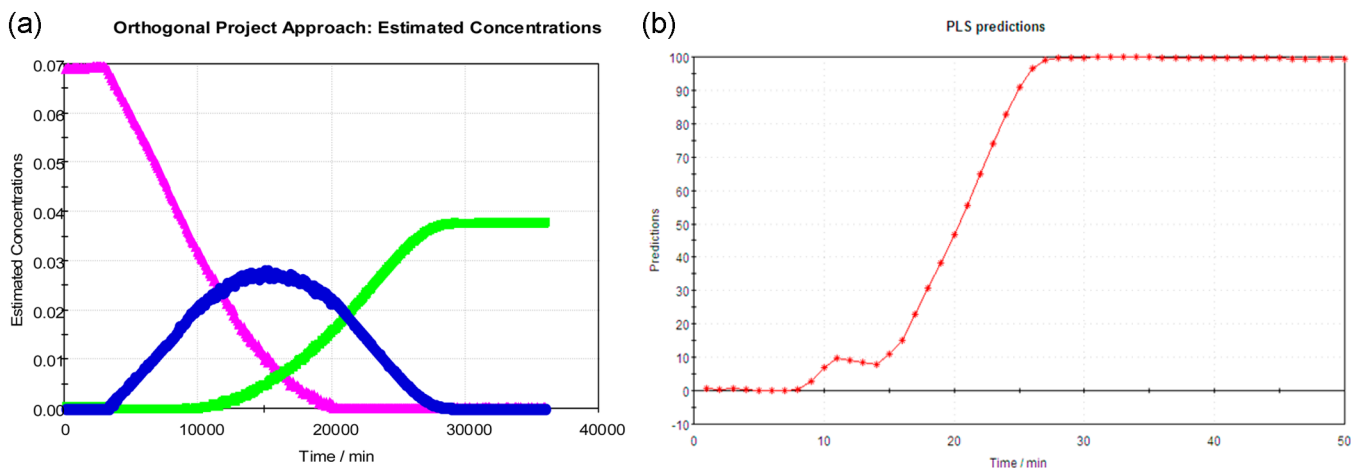 (a)
Orthogonal Project Approach: Estimated Concentrations
0.07
0.06
0.05
0.04
0.03
0.02
0.01
0.00
Estimated Concentrations
0 10000 20000 30000 40000
Time / min
(b)
PLS predictions
100
90
80
70
60
50
40
30
20
10
0
-10
Predictions
0 10 20 30 40 50
Time / min